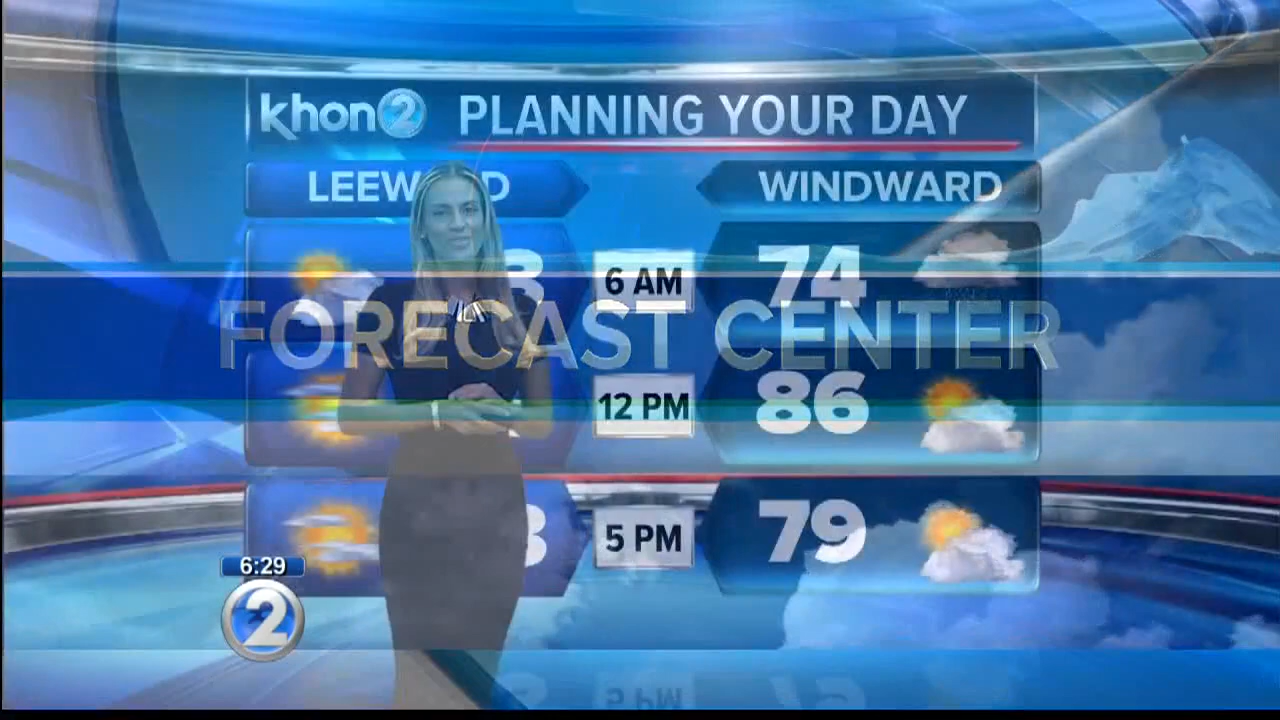 khon2 PLANNING YOUR DAY
WINDWARD
6 AM 74
FORECAST CENTER
12 PM 86
5 PM 79
6:29
2